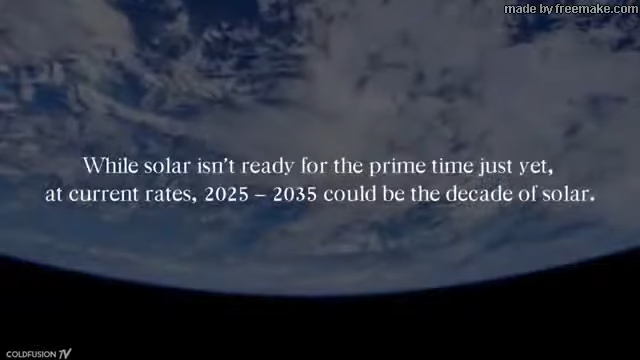 made by freemake.com
While solar isn't ready for the prime time just yet,
at current rates, 2025 – 2035 could be the decade of solar.
COLDFUSION TV